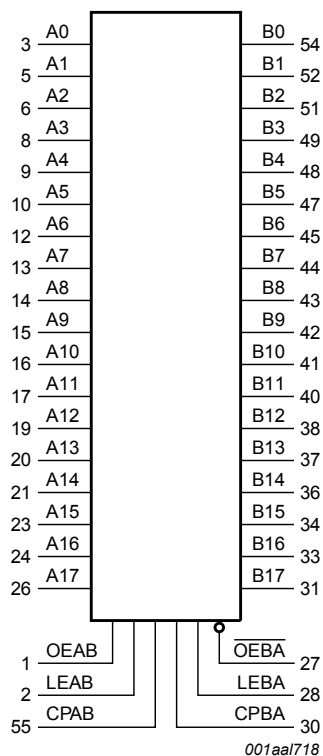 3 A0 B0 54
5 A1 B1 52
6 A2 B2 51
8 A3 B3 49
9 A4 B4 48
10 A5 B5 47
12 A6 B6 45
13 A7 B7 44
14 A8 B8 43
15 A9 B9 42
16 A10 B10 41
17 A11 B11 40
19 A12 B12 38
20 A13 B13 37
21 A14 B14 36
23 A15 B15 34
24 A16 B16 33
26 A17 B17 31
1 OEAB O̅E̅B̅A̅ 27
2 LEAB LEBA 28
55 CPAB CPBA 30
001aal718